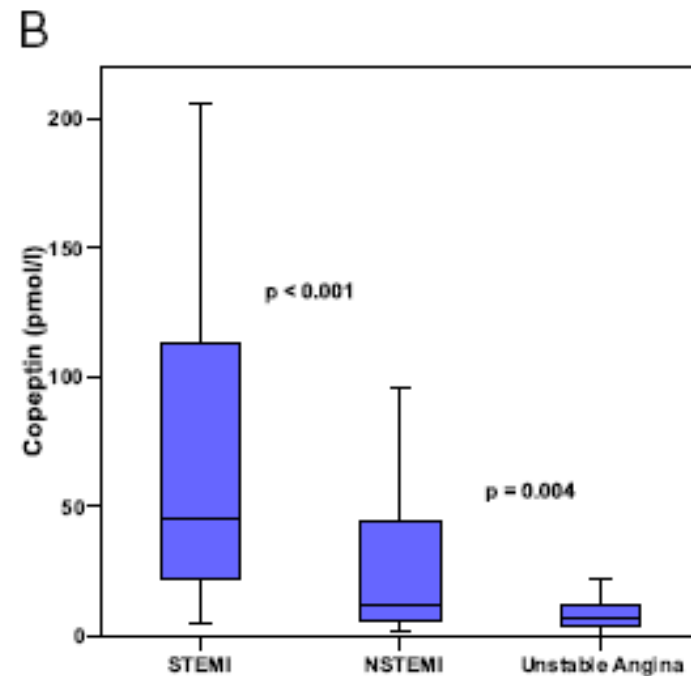 B
200
150
100
50
0
Copeptin (pmol/l)
p < 0.001
p = 0.004
STEMI
NSTEMI
Unstable Angina